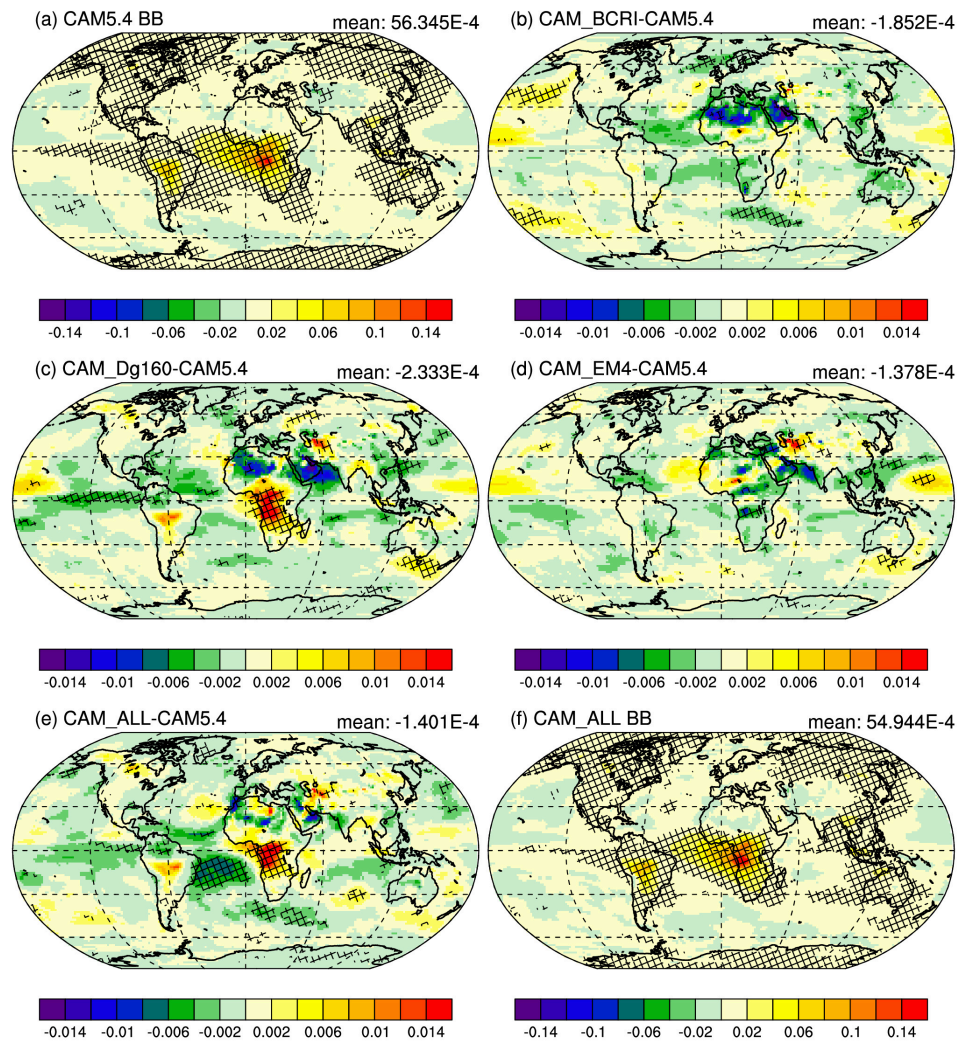 (a) CAM5.4 BB mean: 56.345E-4
(b) CAM_BCRI-CAM5.4 mean: -1.852E-4
-0.14 -0.1 -0.06 -0.02 0.02 0.06 0.1 0.14
-0.014 -0.01 -0.006 -0.002 0.002 0.006 0.01 0.014
(c) CAM_Dg160-CAM5.4 mean: -2.333E-4
(d) CAM_EM4-CAM5.4 mean: -1.378E-4
-0.014 -0.01 -0.006 -0.002 0.002 0.006 0.01 0.014
-0.014 -0.01 -0.006 -0.002 0.002 0.006 0.01 0.014
(e) CAM_ALL-CAM5.4 mean: -1.401E-4
(f) CAM_ALL BB mean: 54.944E-4
-0.014 -0.01 -0.006 -0.002 0.002 0.006 0.01 0.014
-0.14 -0.1 -0.06 -0.02 0.02 0.06 0.1 0.14